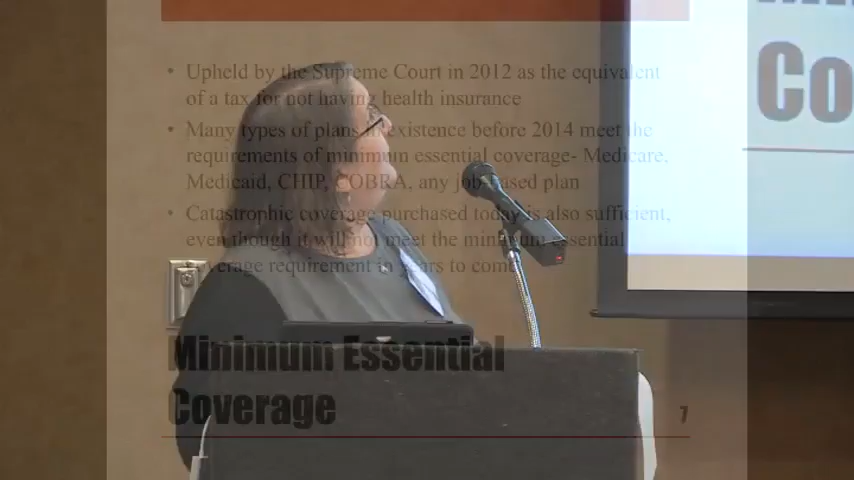 • Upheld by the Supreme Court in 2012 as the equivalent
of a tax for not having health insurance
• Many types of plans in existence before 2014 meet the
requirements of minimum essential coverage- Medicare,
Medicaid, CHIP, COBRA, any job-based plan
• Catastrophic coverage purchased today is also sufficient,
even though it will not meet the minimum essential
coverage requirement in years to come
Minimum Essential
Coverage
7
Co